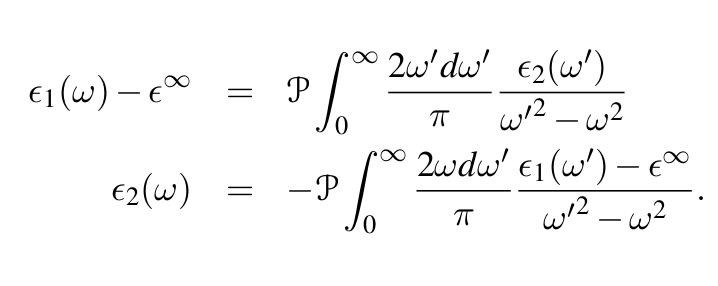 ϵ₁(ω) − ϵ^∞ = 𝒫 ∫₀^∞ (2ω′dω′/π) (ϵ₂(ω′)/(ω′² − ω²))
ϵ₂(ω) = −𝒫 ∫₀^∞ (2ωdω′/π) ((ϵ₁(ω′) − ϵ^∞)/(ω′² − ω²)).